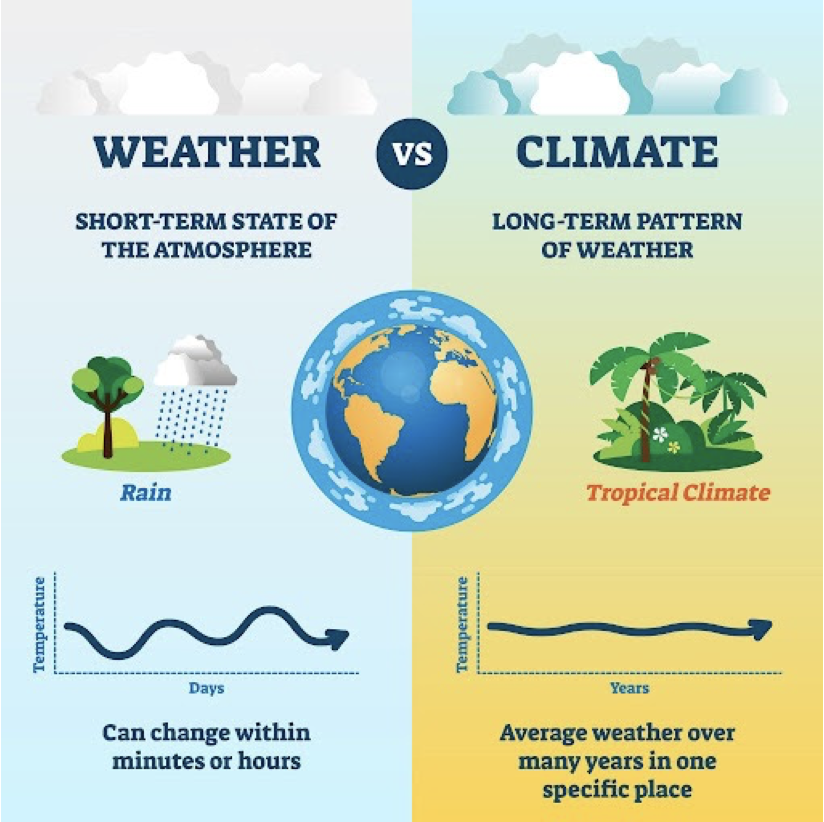 WEATHER
VS
CLIMATE
SHORT-TERM STATE OF
THE ATMOSPHERE
LONG-TERM PATTERN
OF WEATHER
Rain
Tropical Climate
Temperature
Days
Temperature
Years
Can change within
minutes or hours
Average weather over
many years in one
specific place